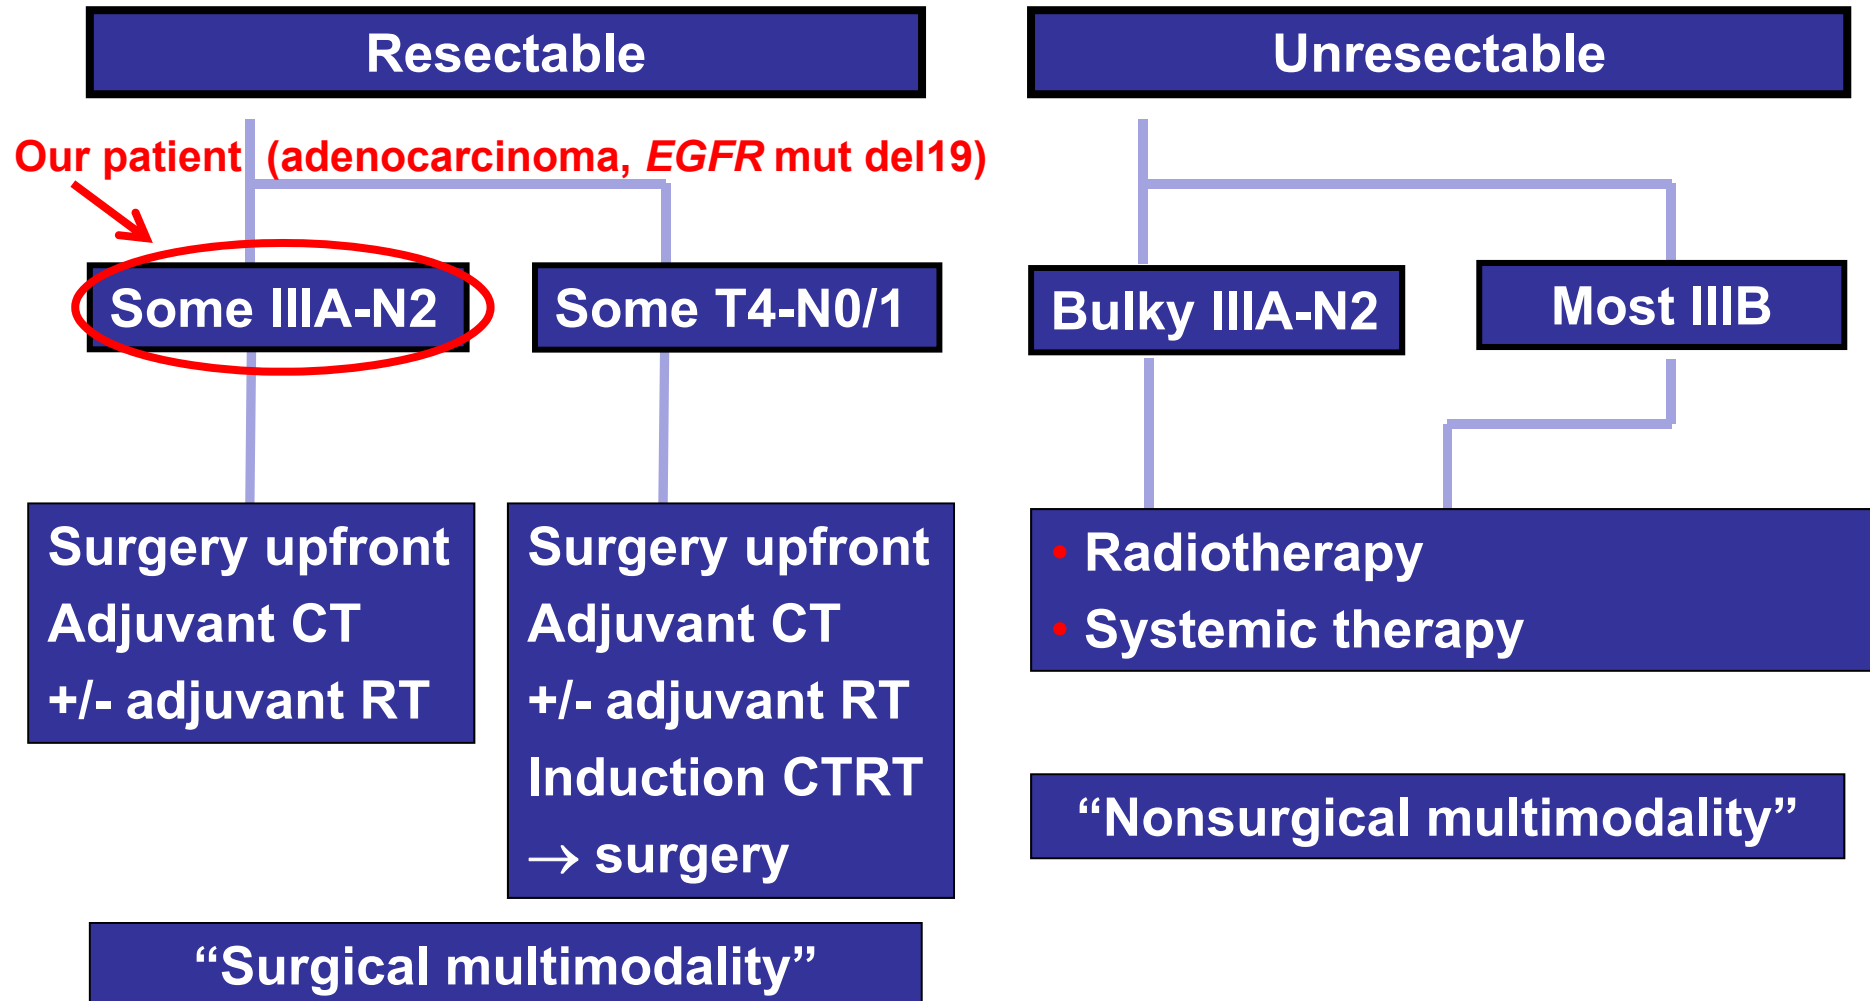 Resectable
Unresectable
Our patient (adenocarcinoma, EGFR mut del19)
Some IIIA-N2
Some T4-N0/1
Bulky IIIA-N2
Most IIIB
Surgery upfront
Adjuvant CT
+/- adjuvant RT
Surgery upfront
Adjuvant CT
+/- adjuvant RT
Induction CTRT
→ surgery
• Radiotherapy
• Systemic therapy
“Nonsurgical multimodality”
“Surgical multimodality”